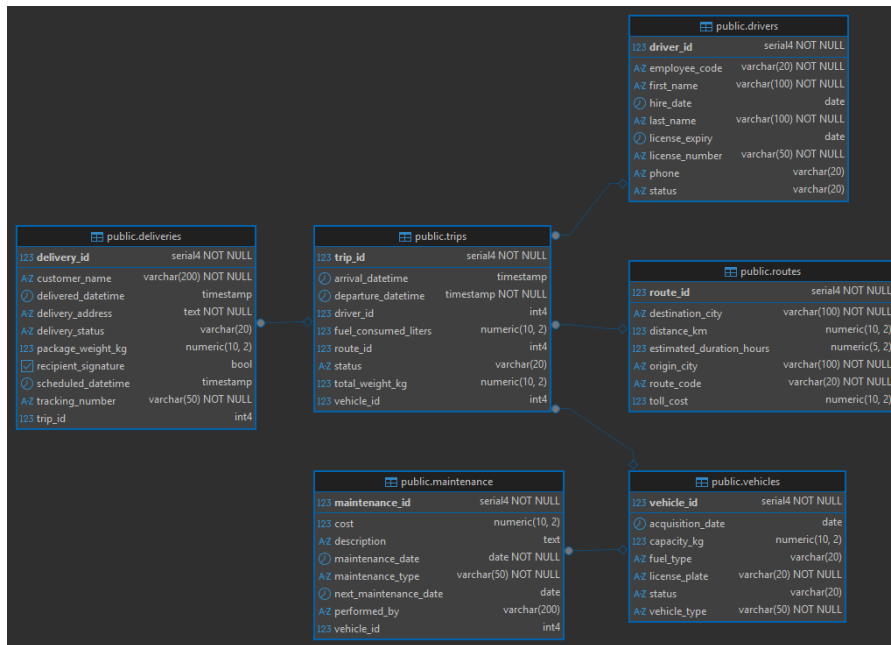 public.drivers
123 driver_id serial4 NOT NULL
A-Z employee_code varchar(20) NOT NULL
A-Z first_name varchar(100) NOT NULL
hire_date date
A-Z last_name varchar(100) NOT NULL
license_expiry date
A-Z license_number varchar(50) NOT NULL
A-Z phone varchar(20)
A-Z status varchar(20)
public.deliveries
123 delivery_id serial4 NOT NULL
A-Z customer_name varchar(200) NOT NULL
delivered_datetime timestamp
A-Z delivery_address text NOT NULL
A-Z delivery_status varchar(20)
123 package_weight_kg numeric(10, 2)
recipient_signature bool
scheduled_datetime timestamp
A-Z tracking_number varchar(50) NOT NULL
123 trip_id int4
public.trips
123 trip_id serial4 NOT NULL
arrival_datetime timestamp
departure_datetime timestamp NOT NULL
123 driver_id int4
123 fuel_consumed_liters numeric(10, 2)
123 route_id int4
A-Z status varchar(20)
123 total_weight_kg numeric(10, 2)
123 vehicle_id int4
public.routes
123 route_id serial4 NOT NULL
A-Z destination_city varchar(100) NOT NULL
123 distance_km numeric(10, 2)
123 estimated_duration_hours numeric(5, 2)
A-Z origin_city varchar(100) NOT NULL
A-Z route_code varchar(20) NOT NULL
123 toll_cost numeric(10, 2)
public.maintenance
123 maintenance_id serial4 NOT NULL
123 cost numeric(10, 2)
A-Z description text
maintenance_date date NOT NULL
A-Z maintenance_type varchar(50) NOT NULL
next_maintenance_date date
A-Z performed_by varchar(200)
123 vehicle_id int4
public.vehicles
123 vehicle_id serial4 NOT NULL
acquisition_date date
123 capacity_kg numeric(10, 2)
A-Z fuel_type varchar(20)
A-Z license_plate varchar(20) NOT NULL
A-Z status varchar(20)
A-Z vehicle_type varchar(50) NOT NULL